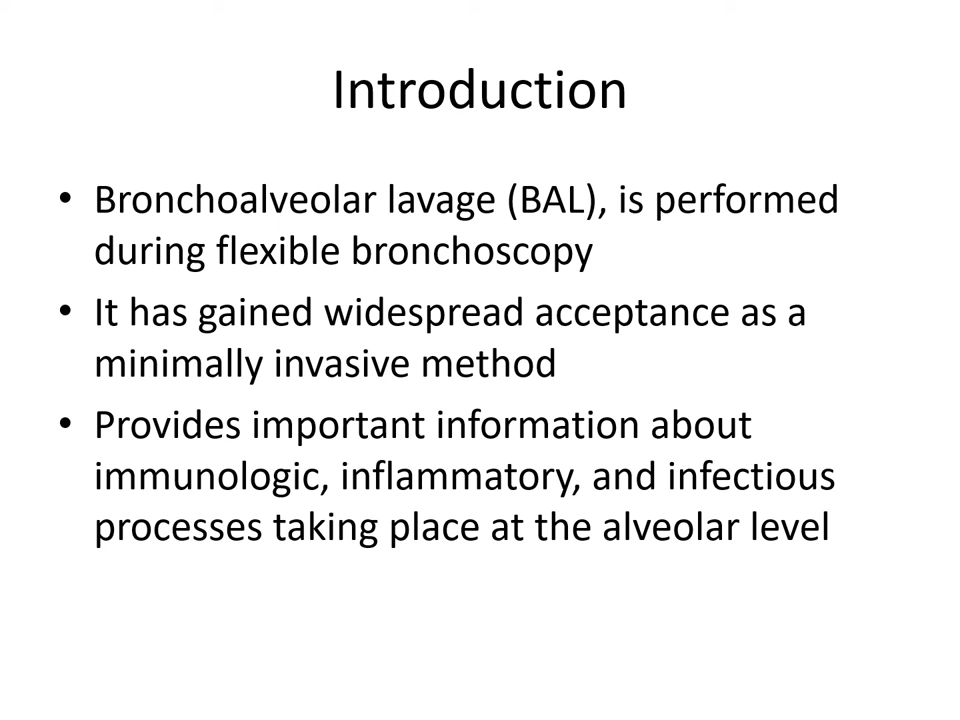 Introduction
• Bronchoalveolar lavage (BAL), is performed
during flexible bronchoscopy
• It has gained widespread acceptance as a
minimally invasive method
• Provides important information about
immunologic, inflammatory, and infectious
processes taking place at the alveolar level